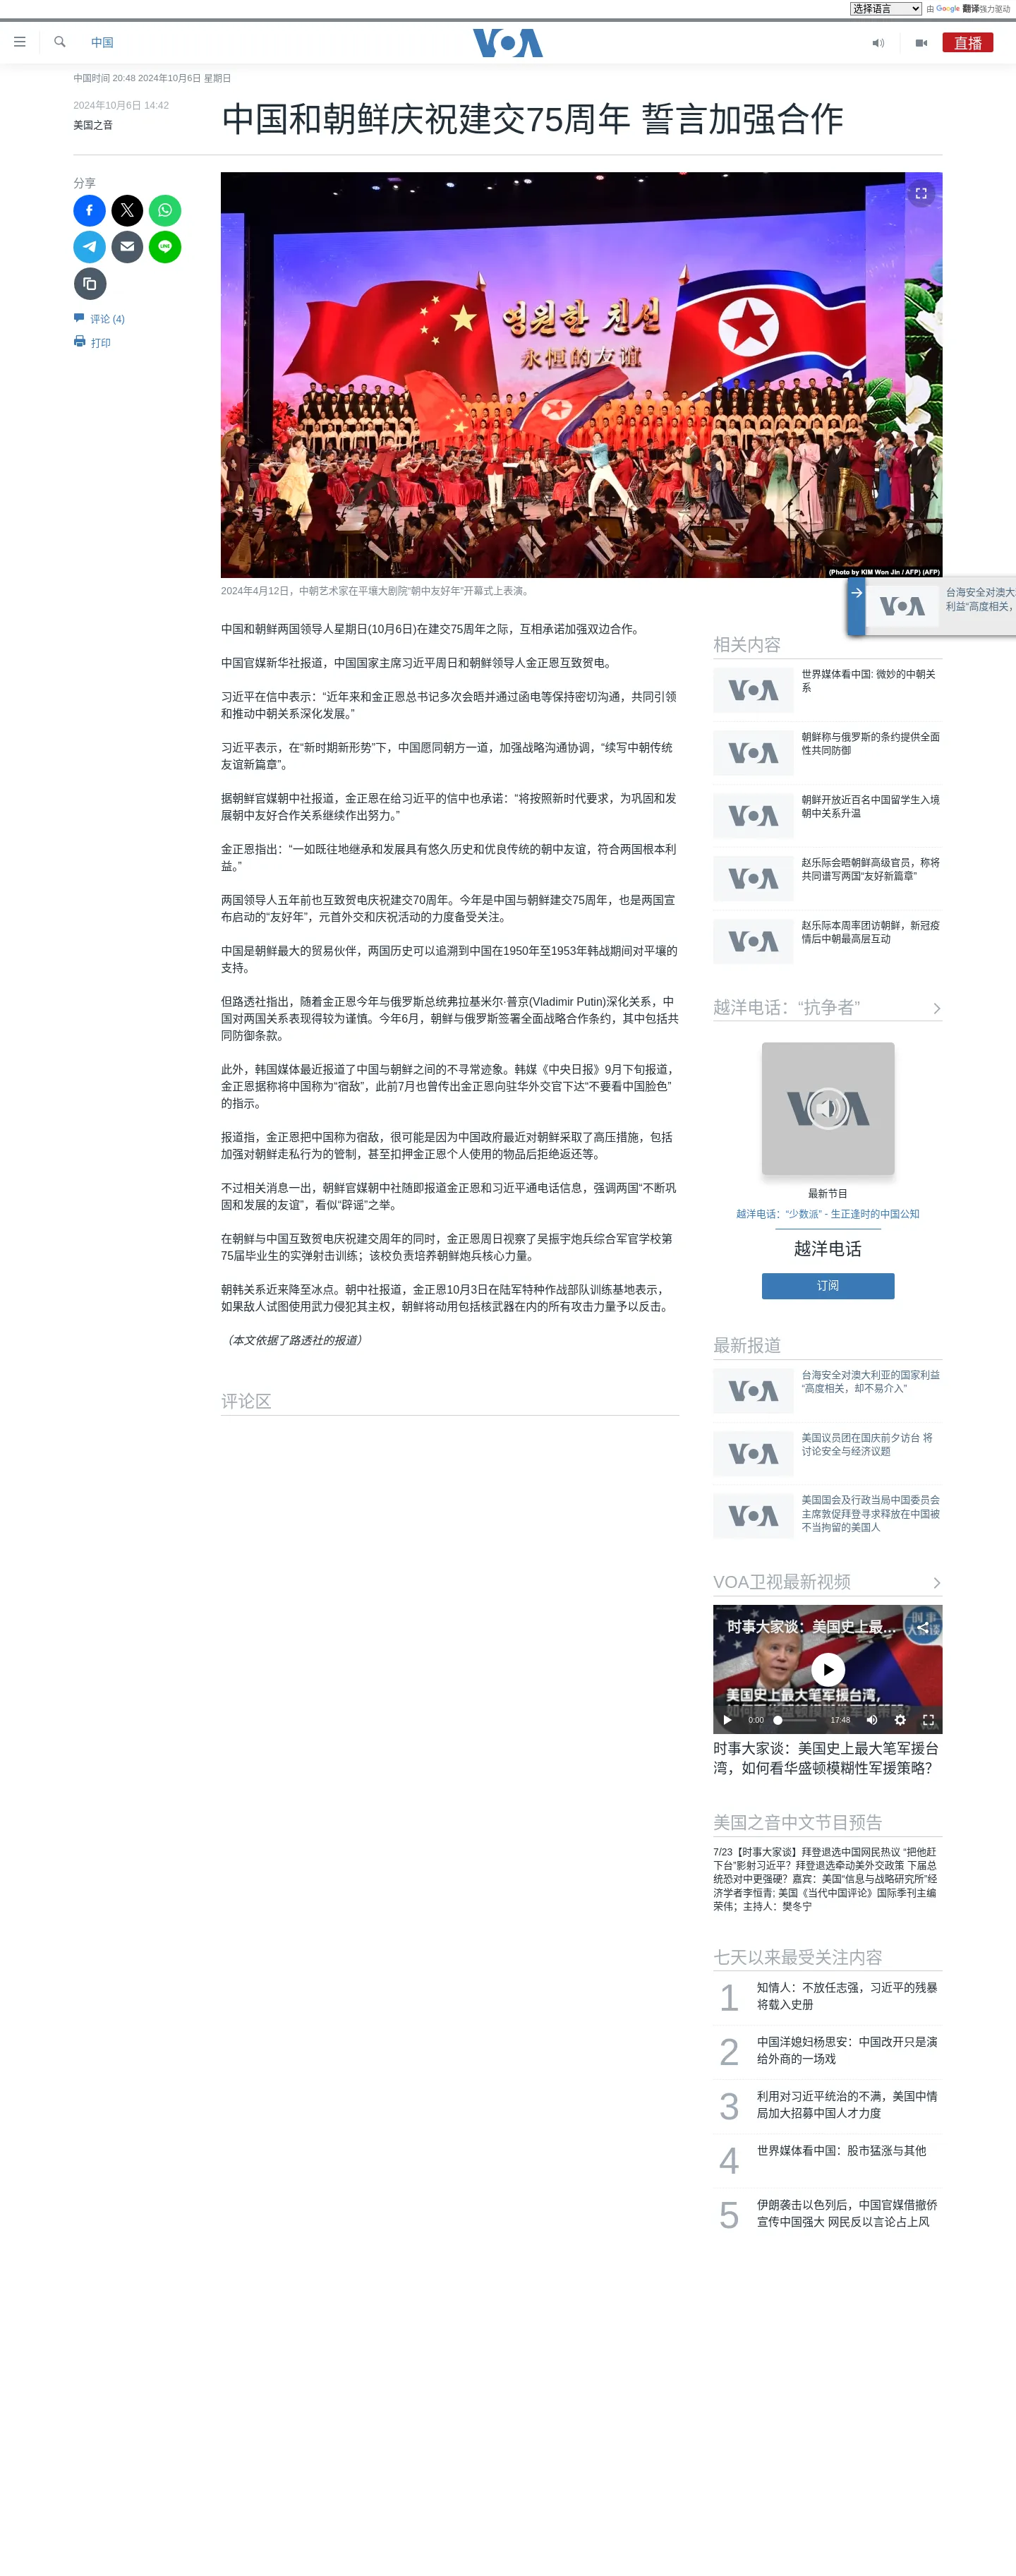 选择语言 由 Google 翻译强力驱动
中国
VOA
直播
中国时间 20:48 2024年10月6日 星期日
2024年10月6日 14:42
美国之音
中国和朝鲜庆祝建交75周年 誓言加强合作
分享
评论 (4)
打印
영원한 친선
永恒的友谊
(Photo by KIM Won Jin / AFP) (AFP)
2024年4月12日，中朝艺术家在平壤大剧院“朝中友好年”开幕式上表演。
中国和朝鲜两国领导人星期日(10月6日)在建交75周年之际，互相承诺加强双边合作。
中国官媒新华社报道，中国国家主席习近平周日和朝鲜领导人金正恩互致贺电。
习近平在信中表示：“近年来和金正恩总书记多次会晤并通过函电等保持密切沟通，共同引领
和推动中朝关系深化发展。”
习近平表示，在“新时期新形势”下，中国愿同朝方一道，加强战略沟通协调，“续写中朝传统
友谊新篇章”。
据朝鲜官媒朝中社报道，金正恩在给习近平的信中也承诺：“将按照新时代要求，为巩固和发
展朝中友好合作关系继续作出努力。”
金正恩指出：“一如既往地继承和发展具有悠久历史和优良传统的朝中友谊，符合两国根本利
益。”
两国领导人五年前也互致贺电庆祝建交70周年。今年是中国与朝鲜建交75周年，也是两国宣
布启动的“友好年”，元首外交和庆祝活动的力度备受关注。
中国是朝鲜最大的贸易伙伴，两国历史可以追溯到中国在1950年至1953年韩战期间对平壤的
支持。
但路透社指出，随着金正恩今年与俄罗斯总统弗拉基米尔·普京(Vladimir Putin)深化关系，中
国对两国关系表现得较为谨慎。今年6月，朝鲜与俄罗斯签署全面战略合作条约，其中包括共
同防御条款。
此外，韩国媒体最近报道了中国与朝鲜之间的不寻常迹象。韩媒《中央日报》9月下旬报道，
金正恩据称将中国称为“宿敌”，此前7月也曾传出金正恩向驻华外交官下达“不要看中国脸色”
的指示。
报道指，金正恩把中国称为宿敌，很可能是因为中国政府最近对朝鲜采取了高压措施，包括
加强对朝鲜走私行为的管制，甚至扣押金正恩个人使用的物品后拒绝返还等。
不过相关消息一出，朝鲜官媒朝中社随即报道金正恩和习近平通电话信息，强调两国“不断巩
固和发展的友谊”，看似“辟谣”之举。
在朝鲜与中国互致贺电庆祝建交周年的同时，金正恩周日视察了吴振宇炮兵综合军官学校第
75届毕业生的实弹射击训练；该校负责培养朝鲜炮兵核心力量。
朝韩关系近来降至冰点。朝中社报道，金正恩10月3日在陆军特种作战部队训练基地表示，
如果敌人试图使用武力侵犯其主权，朝鲜将动用包括核武器在内的所有攻击力量予以反击。
（本文依据了路透社的报道）
评论区
VOA
台海安全对澳大
利益“高度相关，
相关内容
VOA
世界媒体看中国: 微妙的中朝关
系
VOA
朝鲜称与俄罗斯的条约提供全面
性共同防御
VOA
朝鲜开放近百名中国留学生入境
朝中关系升温
VOA
赵乐际会晤朝鲜高级官员，称将
共同谱写两国“友好新篇章”
VOA
赵乐际本周率团访朝鲜，新冠疫
情后中朝最高层互动
越洋电话：“抗争者”
VOA
最新节目
越洋电话：“少数派” - 生正逢时的中国公知
越洋电话
订阅
最新报道
VOA
台海安全对澳大利亚的国家利益
“高度相关，却不易介入”
VOA
美国议员团在国庆前夕访台 将
讨论安全与经济议题
VOA
美国国会及行政当局中国委员会
主席敦促拜登寻求释放在中国被
不当拘留的美国人
VOA卫视最新视频
时事大家谈：美国史上最...
美国史上最大笔军援台湾，
如何看华盛顿模糊性军援策略？
0:00 17:48
时事大家谈：美国史上最大笔军援台
湾，如何看华盛顿模糊性军援策略？
美国之音中文节目预告
7/23【时事大家谈】拜登退选中国网民热议 “把他赶
下台”影射习近平？拜登退选牵动美外交政策 下届总
统恐对中更强硬？嘉宾：美国“信息与战略研究所”经
济学者李恒青; 美国《当代中国评论》国际季刊主编
荣伟；主持人：樊冬宁
七天以来最受关注内容
1
知情人：不放任志强，习近平的残暴
将载入史册
2
中国洋媳妇杨思安：中国改开只是演
给外商的一场戏
3
利用对习近平统治的不满，美国中情
局加大招募中国人才力度
4
世界媒体看中国：股市猛涨与其他
5
伊朗袭击以色列后，中国官媒借撤侨
宣传中国强大 网民反以言论占上风